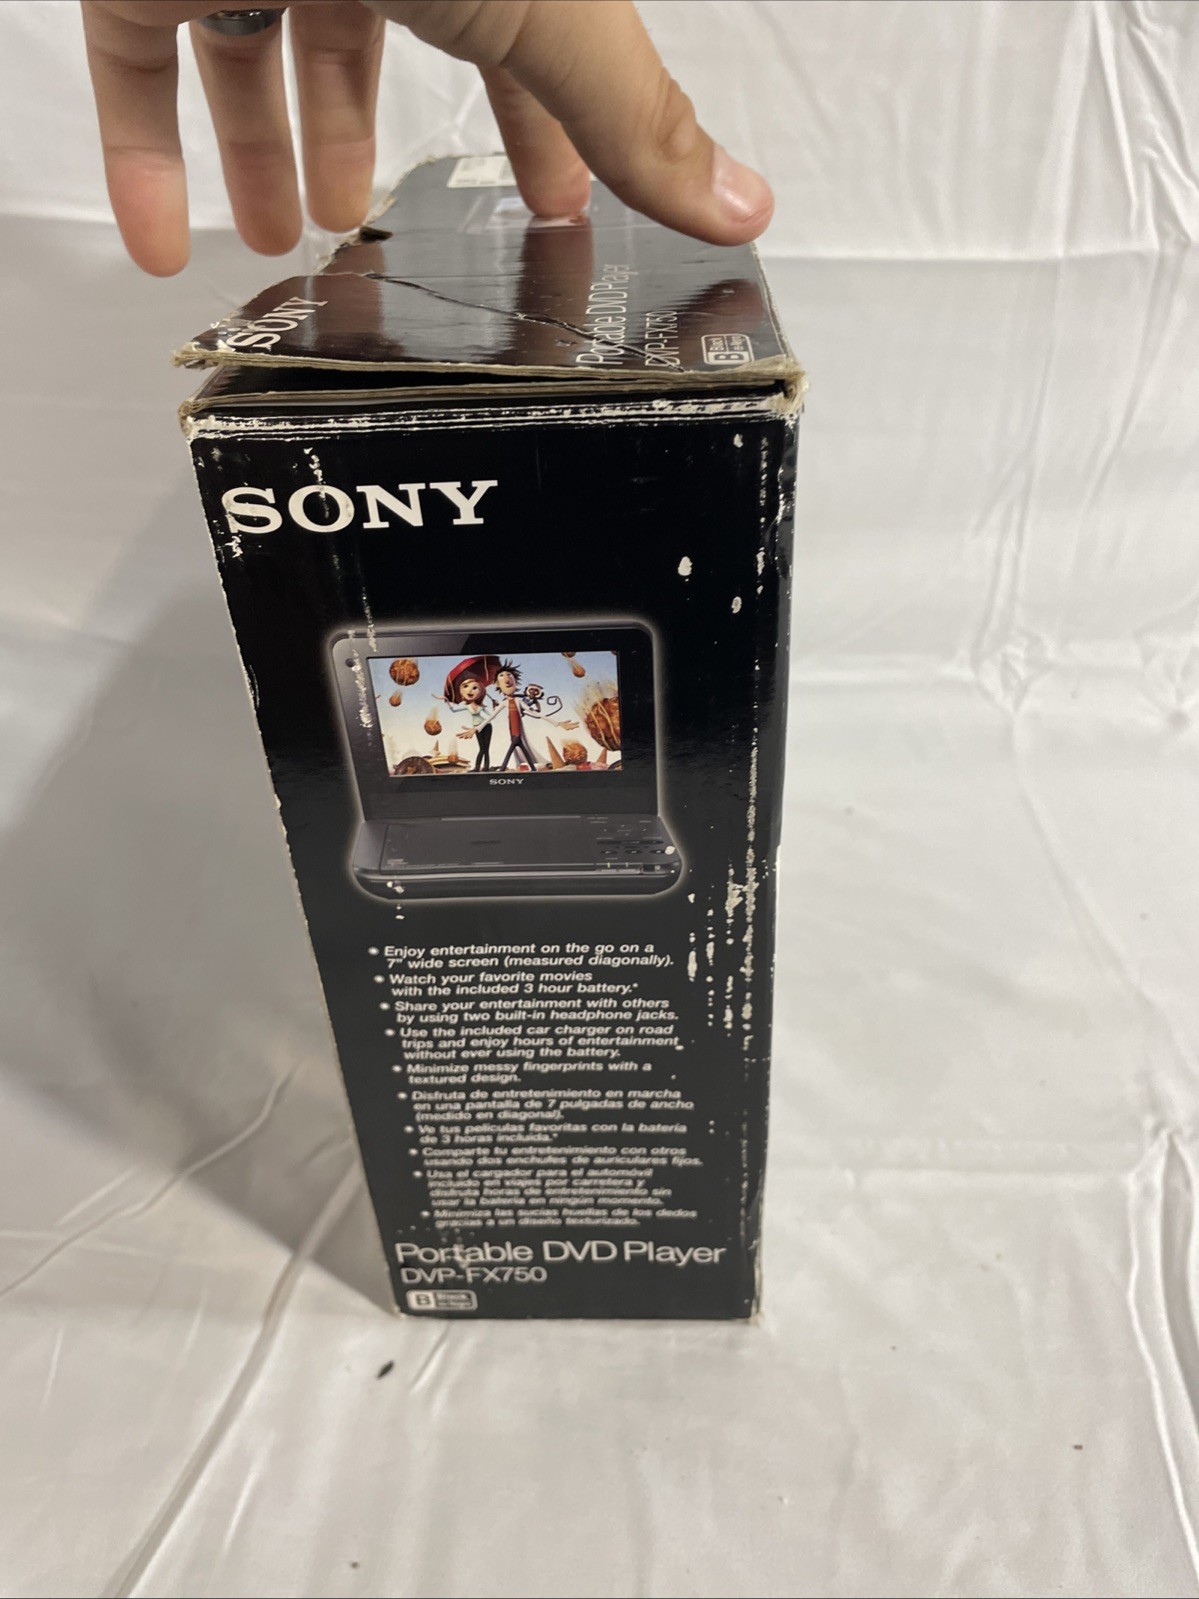 SONY
Portable DVD Player
DVP-FX750
B Black
SONY
SONY
• Enjoy entertainment on the go on a
7" wide screen (measured diagonally).
• Watch your favorite movies
with the included 3 hour battery.*
• Share your entertainment with others
by using two built-in headphone jacks.
• Use the included car charger on road
trips and enjoy hours of entertainment
without ever using the battery.
• Minimize messy fingerprints with a
textured design.
• Disfruta de entretenimiento en marcha
en una pantalla de 7 pulgadas de ancho
(medido en diagonal).
• Ve tus películas favoritas con la batería
de 3 horas incluida.*
• Comparte tu entretenimiento con otros
usando dos enchufes de auriculares fijos.
• Usa el cargador para el automóvil
incluido en viajes por carretera y
disfruta horas de entretenimiento sin
usar la batería en ningún momento.
• Minimiza las sucias huellas de los dedos
gracias a un diseño texturizado.
Portable DVD Player
DVP-FX750
B Black